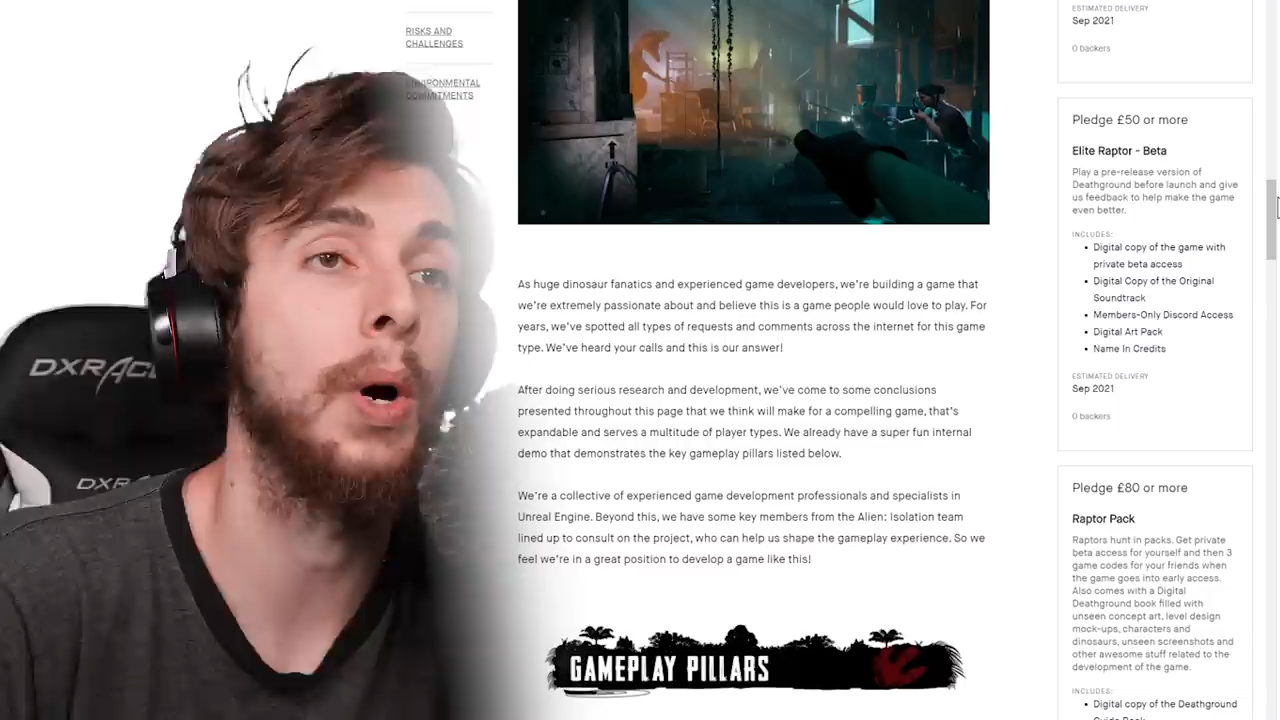 RISKS AND
CHALLENGES
ENVIRONMENTAL
COMMITMENTS
DXRACE
DXR
As huge dinosaur fanatics and experienced game developers, we're building a game that
we're extremely passionate about and believe this is a game people would love to play. For
years, we've spotted all types of requests and comments across the internet for this game
type. We've heard your calls and this is our answer!
After doing serious research and development, we've come to some conclusions
presented throughout this page that we think will make for a compelling game, that's
expandable and serves a multitude of player types. We already have a super fun internal
demo that demonstrates the key gameplay pillars listed below.
We're a collective of experienced game development professionals and specialists in
Unreal Engine. Beyond this, we have some key members from the Alien: Isolation team
lined up to consult on the project, who can help us shape the gameplay experience. So we
feel we're in a great position to develop a game like this!
GAMEPLAY PILLARS
ESTIMATED DELIVERY
Sep 2021
0 backers
Pledge £50 or more
Elite Raptor - Beta
Play a pre-release version of
Deathground before launch and give
us feedback to help make the game
even better.
INCLUDES:
• Digital copy of the game with
private beta access
• Digital Copy of the Original
Soundtrack
• Members-Only Discord Access
• Digital Art Pack
• Name In Credits
ESTIMATED DELIVERY
Sep 2021
0 backers
Pledge £80 or more
Raptor Pack
Raptors hunt in packs. Get private
beta access for yourself and then 3
game codes for your friends when
the game goes into early access.
Also comes with a Digital
Deathground book filled with
unseen concept art, level design
mock-ups, characters and
dinosaurs, unseen screenshots and
other awesome stuff related to the
development of the game.
INCLUDES:
• Digital copy of the Deathground